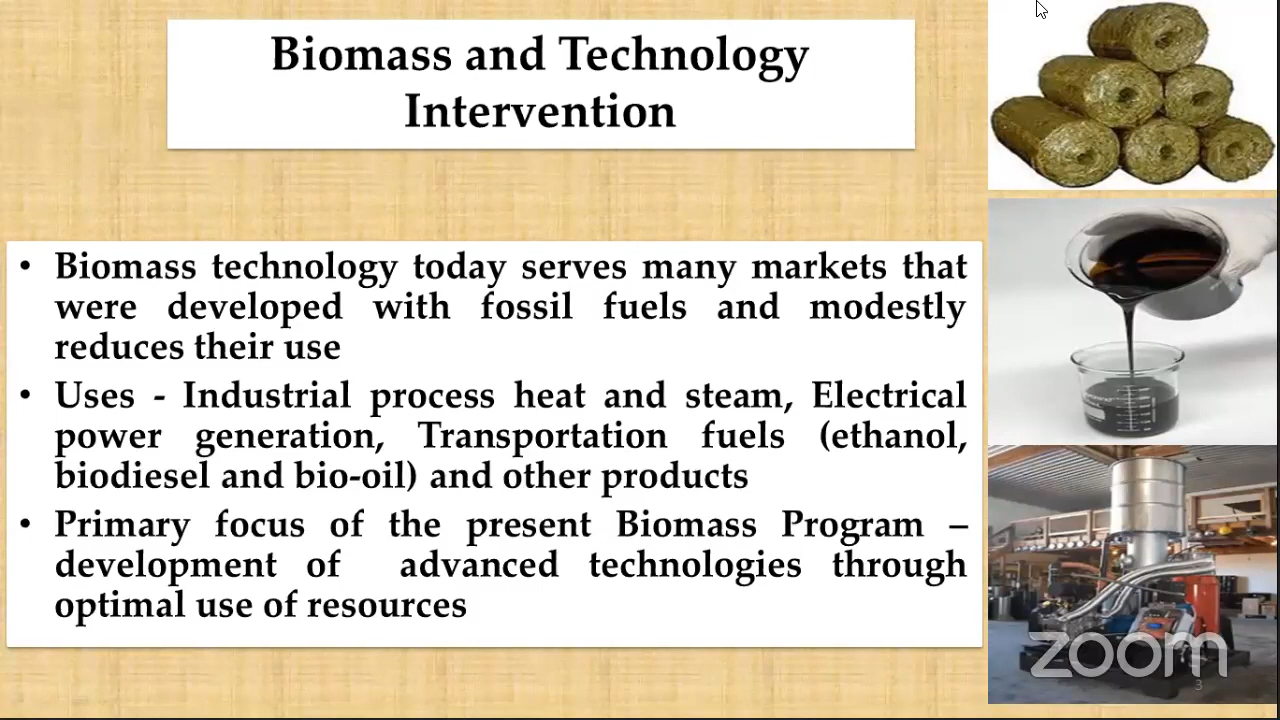 Biomass and Technology
Intervention
• Biomass technology today serves many markets that
were developed with fossil fuels and modestly
reduces their use
• Uses - Industrial process heat and steam, Electrical
power generation, Transportation fuels (ethanol,
biodiesel and bio-oil) and other products
• Primary focus of the present Biomass Program –
development of advanced technologies through
optimal use of resources
zoom
3